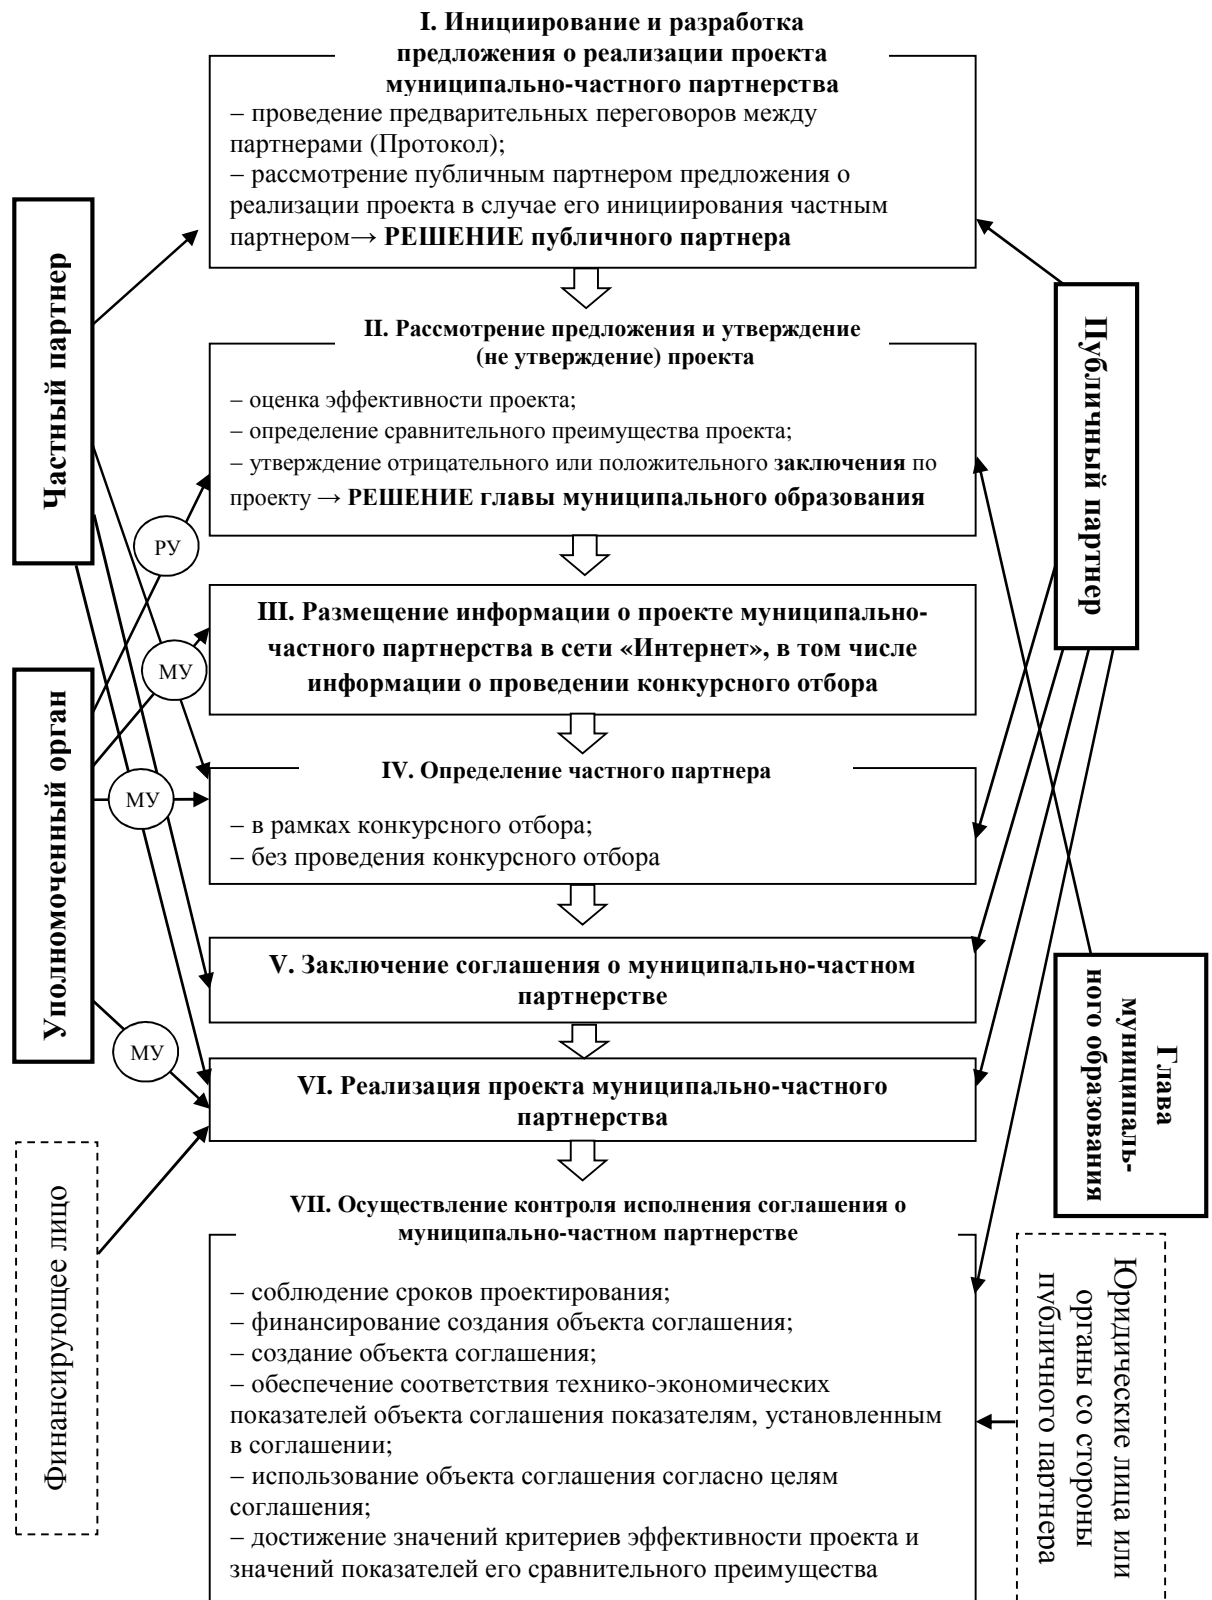 I. Инициирование и разработка
предложения о реализации проекта
муниципально-частного партнерства
– проведение предварительных переговоров между
партнерами (Протокол);
– рассмотрение публичным партнером предложения о
реализации проекта в случае его инициирования частным
партнером→ РЕШЕНИЕ публичного партнера
Частный партнер
Публичный партнер
II. Рассмотрение предложения и утверждение
(не утверждение) проекта
– оценка эффективности проекта;
– определение сравнительного преимущества проекта;
– утверждение отрицательного или положительного заключения по
проекту → РЕШЕНИЕ главы муниципального образования
РУ
III. Размещение информации о проекте муниципально-
частного партнерства в сети «Интернет», в том числе
информации о проведении конкурсного отбора
МУ
Уполномоченный орган
IV. Определение частного партнера
МУ
– в рамках конкурсного отбора;
– без проведения конкурсного отбора
V. Заключение соглашения о муниципально-частном
партнерстве
Глава
муниципаль-
ного образования
МУ
VI. Реализация проекта муниципально-частного
партнерства
Финансирующее лицо
VII. Осуществление контроля исполнения соглашения о
муниципально-частном партнерстве
– соблюдение сроков проектирования;
– финансирование создания объекта соглашения;
– создание объекта соглашения;
– обеспечение соответствия технико-экономических
показателей объекта соглашения показателям, установленным
в соглашении;
– использование объекта соглашения согласно целям
соглашения;
– достижение значений критериев эффективности проекта и
значений показателей его сравнительного преимущества
Юридические лица или
органы со стороны
публичного партнера